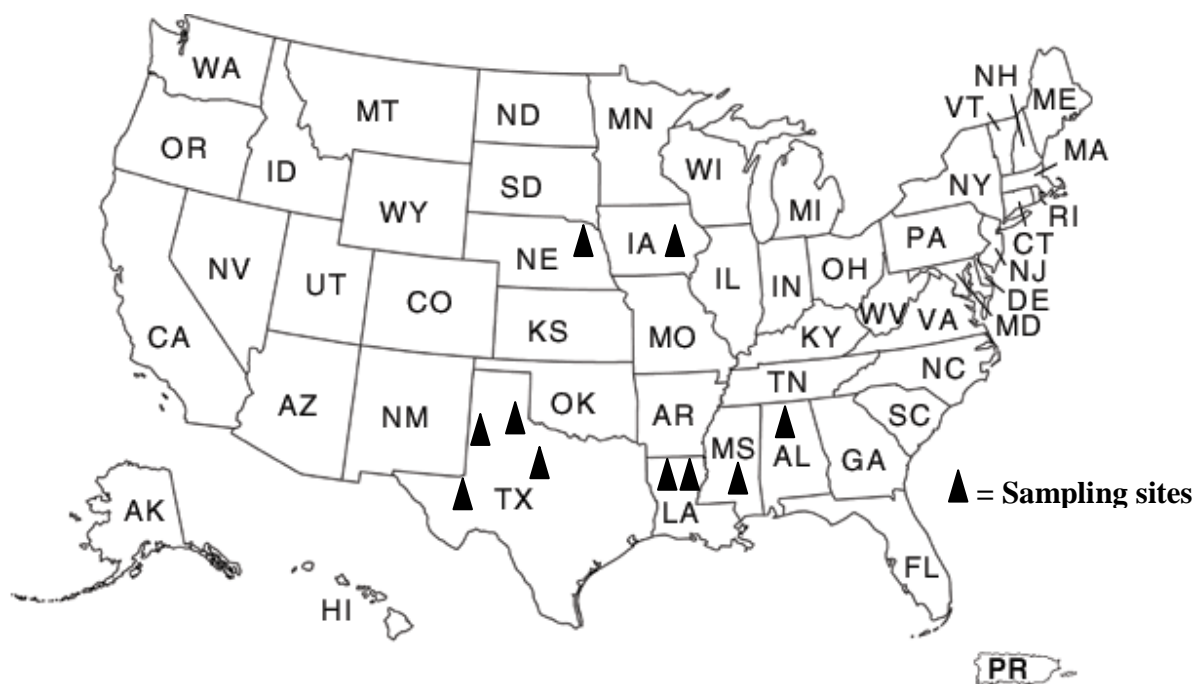 WA
MT
ND
MN
OR
ID
WY
SD
WI
MI
NH
VT
ME
MA
NY
RI
CT
NJ
DE
MD
PA
NV
UT
CO
NE
IA
IL
IN
OH
WV
VA
CA
KS
MO
KY
NC
TN
SC
AZ
NM
OK
AR
MS
AL
GA
TX
LA
FL
AK
HI
PR
= Sampling sites